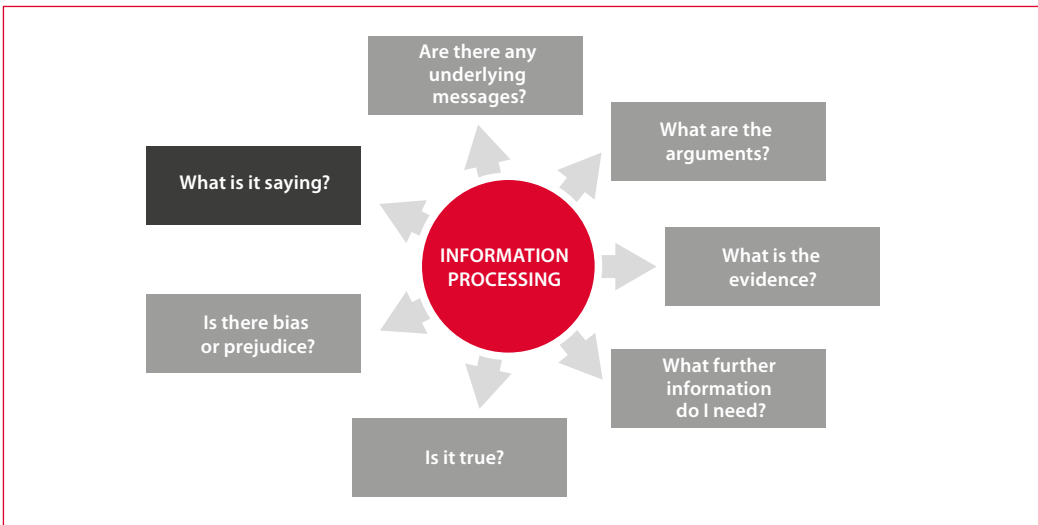 Are there any
underlying
messages?
What are the
arguments?
What is it saying?
INFORMATION
PROCESSING
What is the
evidence?
Is there bias
or prejudice?
What further
information
do I need?
Is it true?